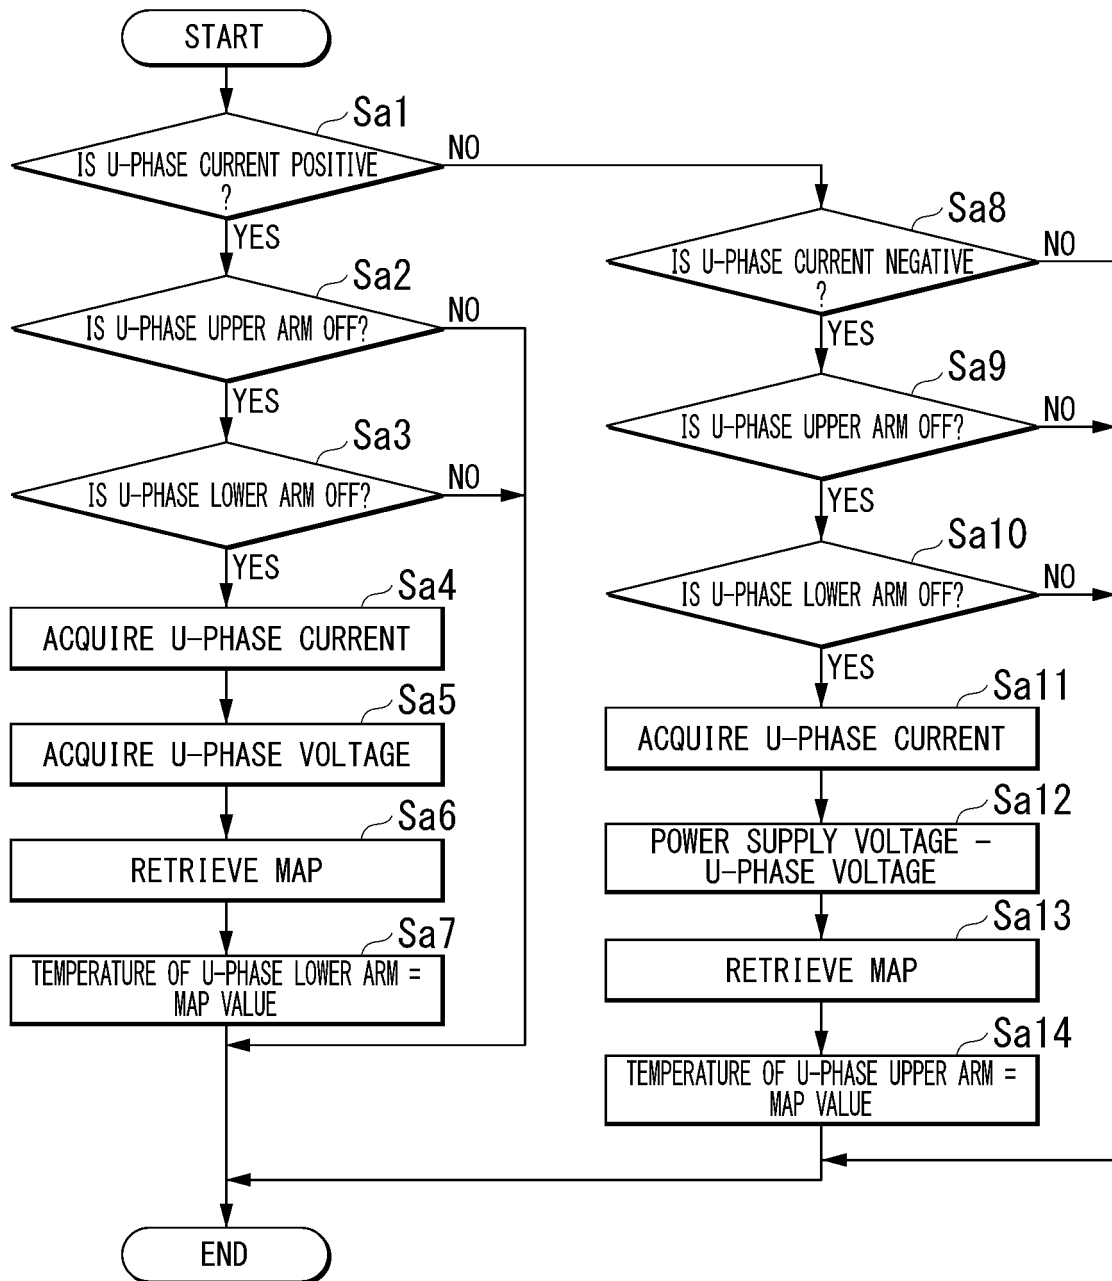 START
Sa1
IS U-PHASE CURRENT POSITIVE
?
NO
YES
Sa2
IS U-PHASE UPPER ARM OFF?
NO
YES
Sa3
IS U-PHASE LOWER ARM OFF?
NO
YES
Sa4
ACQUIRE U-PHASE CURRENT
Sa5
ACQUIRE U-PHASE VOLTAGE
Sa6
RETRIEVE MAP
Sa7
TEMPERATURE OF U-PHASE LOWER ARM =
MAP VALUE
Sa8
IS U-PHASE CURRENT NEGATIVE
?
NO
YES
Sa9
IS U-PHASE UPPER ARM OFF?
NO
YES
Sa10
IS U-PHASE LOWER ARM OFF?
NO
YES
Sa11
ACQUIRE U-PHASE CURRENT
Sa12
POWER SUPPLY VOLTAGE –
U-PHASE VOLTAGE
Sa13
RETRIEVE MAP
Sa14
TEMPERATURE OF U-PHASE UPPER ARM =
MAP VALUE
END